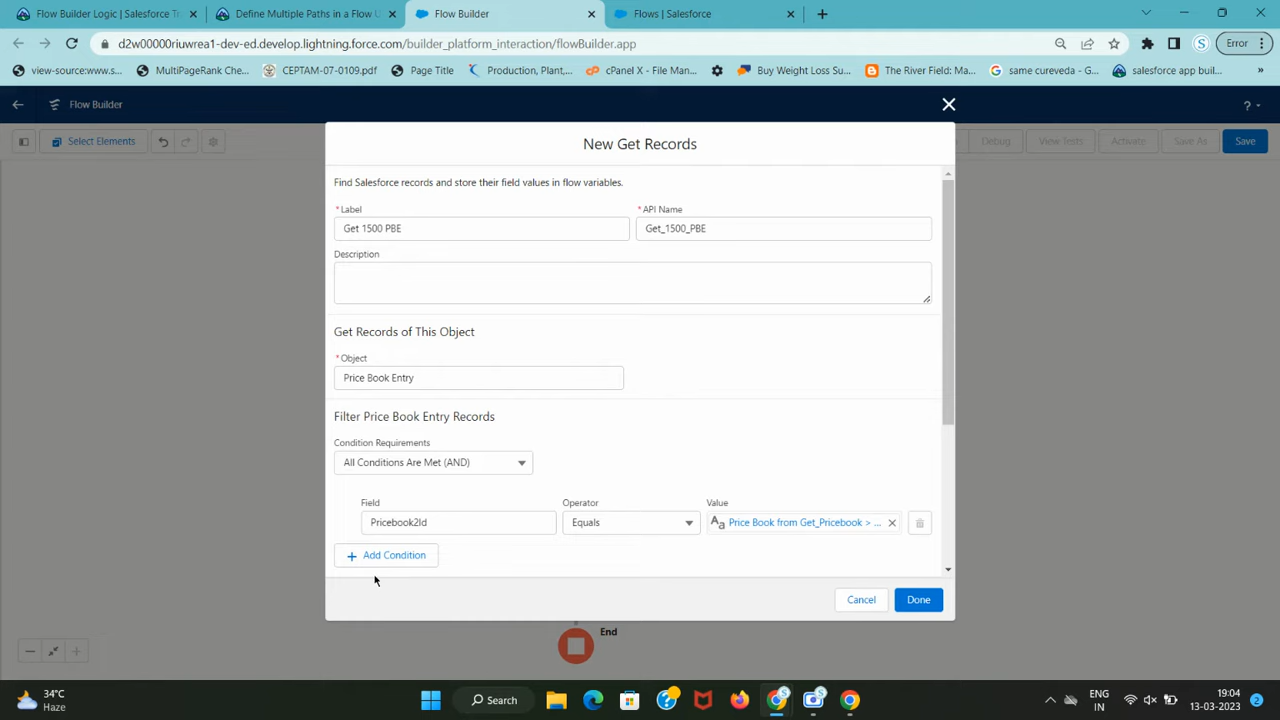 Flow Builder Logic | Salesforce Tr
Define Multiple Paths in a Flow U
Flow Builder
Flows | Salesforce
d2w00000riuwrea1-dev-ed.develop.lightning.force.com/builder_platform_interaction/flowBuilder.app
Error
view-source:www.s...
MultiPageRank Che...
CEPTAM-07-0109.pdf
Page Title
Production, Plant,...
cPanel X - File Man...
Buy Weight Loss Su...
The River Field: Ma...
same cureveda - G...
salesforce app buil...
Flow Builder
?
Select Elements
Debug
View Tests
Activate
Save As
Save
New Get Records
Find Salesforce records and store their field values in flow variables.
* Label
* API Name
Get 1500 PBE
Get_1500_PBE
Description
Get Records of This Object
* Object
Price Book Entry
Filter Price Book Entry Records
Condition Requirements
All Conditions Are Met (AND)
Field
Operator
Value
Pricebook2Id
Equals
Aa Price Book from Get_Pricebook > ...
+ Add Condition
Cancel
Done
End
34°C
Haze
Search
ENG
IN
19:04
13-03-2023
2